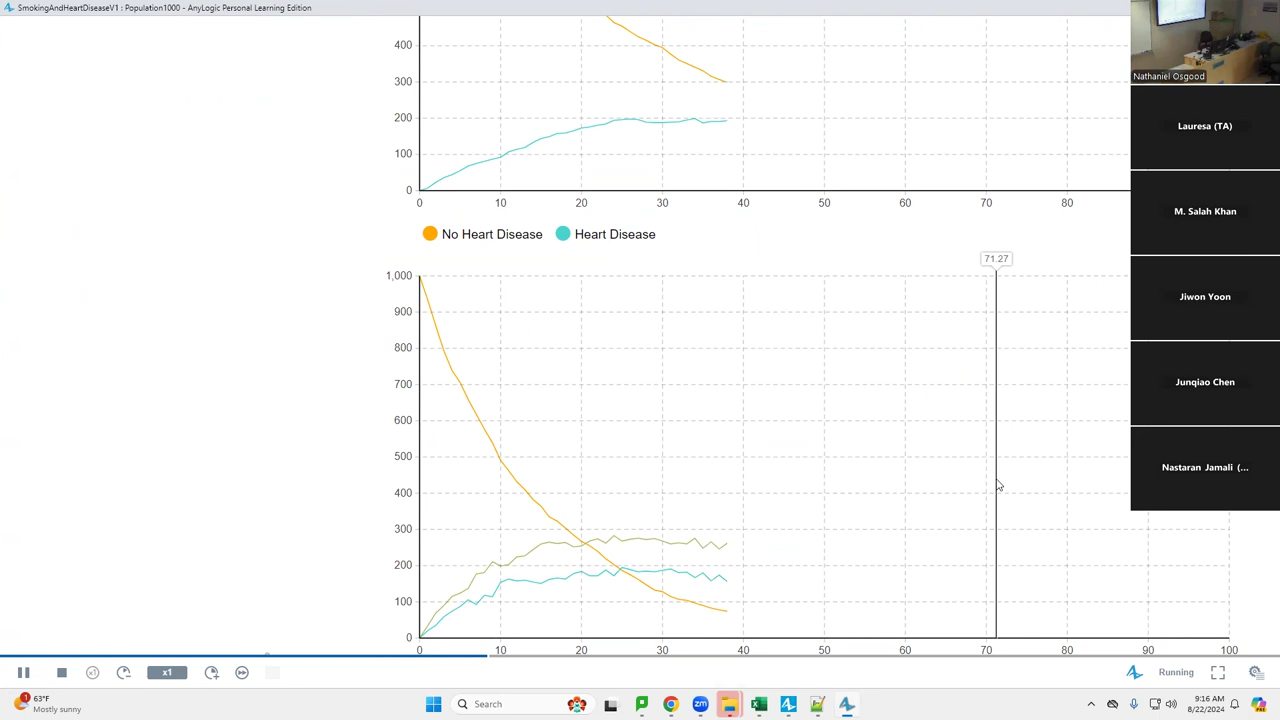 SmokingAndHeartDiseaseV1 : Population1000 - AnyLogic Personal Learning Edition
400
300
200
100
0
0 10 20 30 40 50 60 70 80
No Heart Disease Heart Disease
71.27
1,000
900
800
700
600
500
400
300
200
100
0
0 10 20 30 40 50 60 70 80 90 100
Nathaniel Osgood
Lauresa (TA)
M. Salah Khan
Jiwon Yoon
Junqiao Chen
Nastaran Jamali (...
x1
x1
Running
1
63°F
Mostly sunny
Search
9:16 AM
8/22/2024